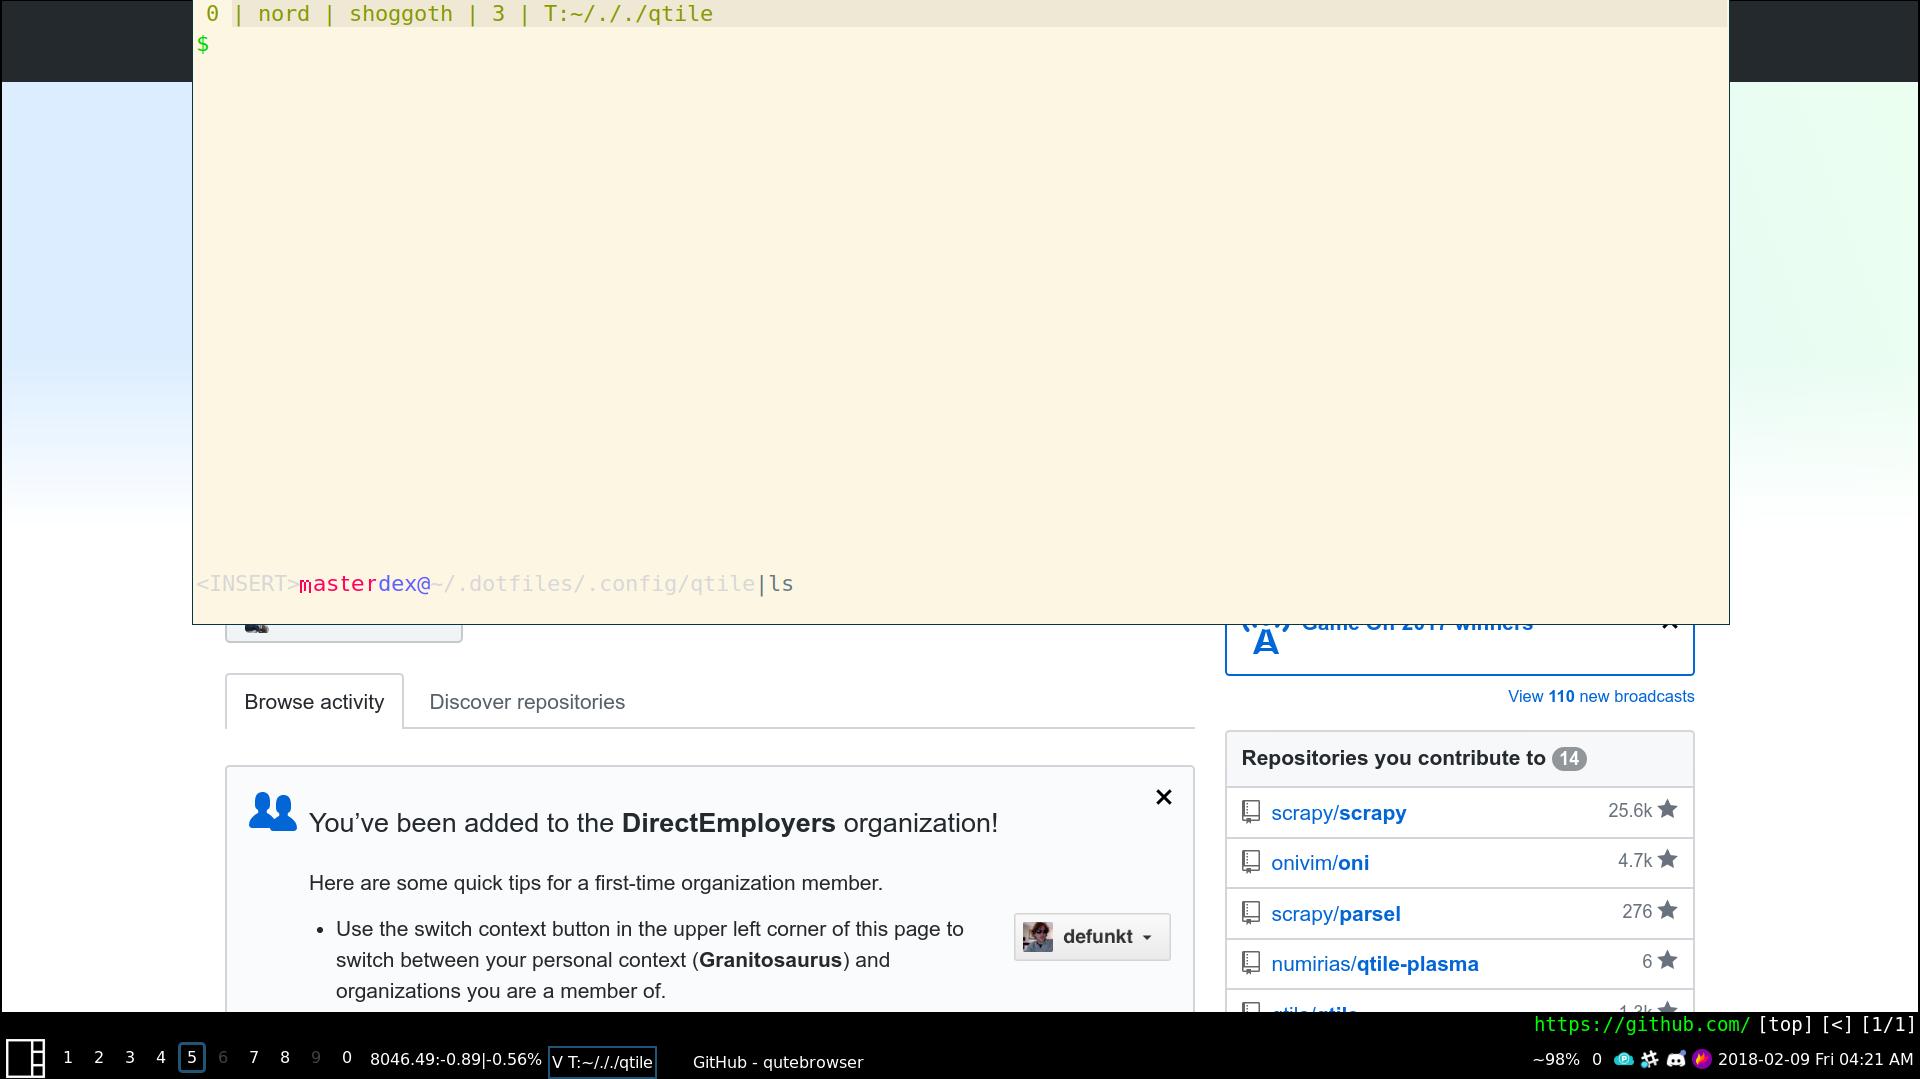 0 | nord | shoggoth | 3 | T:~/././qtile
$
<INSERT>masterdex@~/.dotfiles/.config/qtile|ls
Game On 2017 winners
View 110 new broadcasts
Browse activity
Discover repositories
Repositories you contribute to 14
scrapy/scrapy 25.6k
onivim/oni 4.7k
scrapy/parsel 276
numirias/qtile-plasma 6
qtile/qtile 1.3k
You’ve been added to the DirectEmployers organization!
Here are some quick tips for a first-time organization member.
• Use the switch context button in the upper left corner of this page to
switch between your personal context (Granitosaurus) and
organizations you are a member of.
defunkt
https://github.com/ [top] [<] [1/1]
1 2 3 4 5 6 7 8 9 0 8046.49:-0.89|-0.56% V T:~/././qtile GitHub - qutebrowser ~98% 0 2018-02-09 Fri 04:21 AM